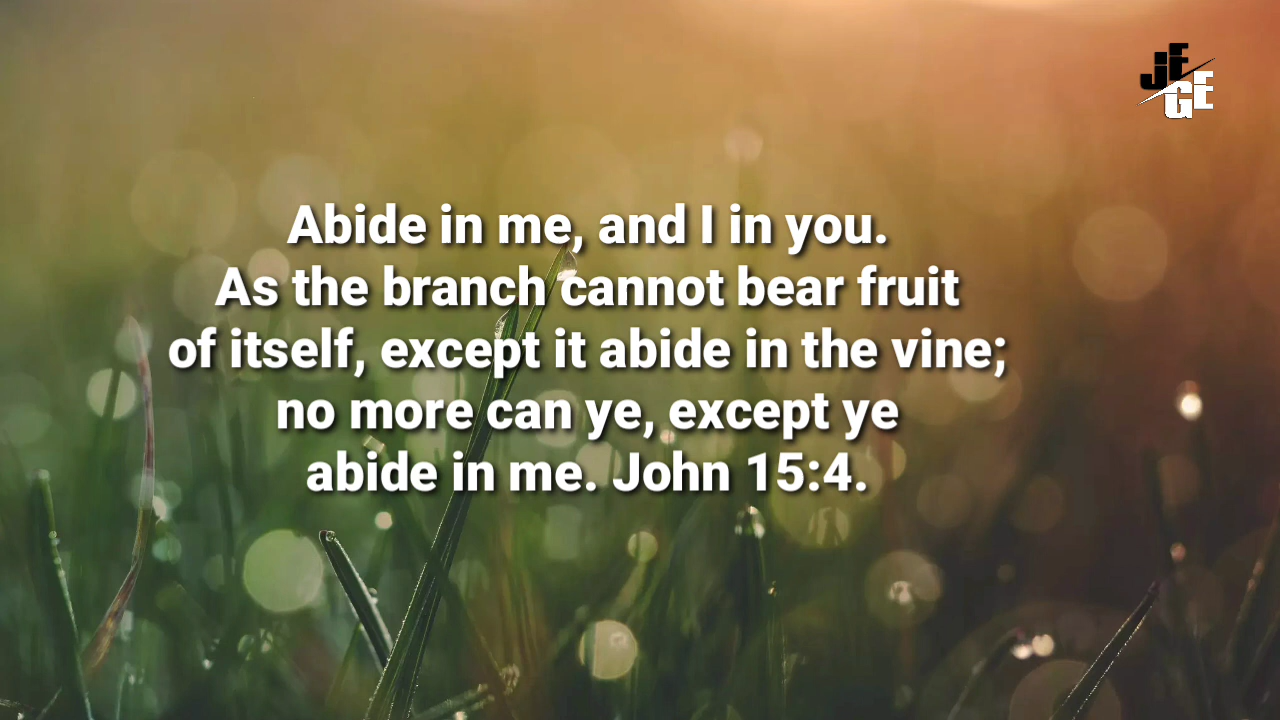 JF
GE
Abide in me, and I in you.
As the branch cannot bear fruit
of itself, except it abide in the vine;
no more can ye, except ye
abide in me. John 15:4.